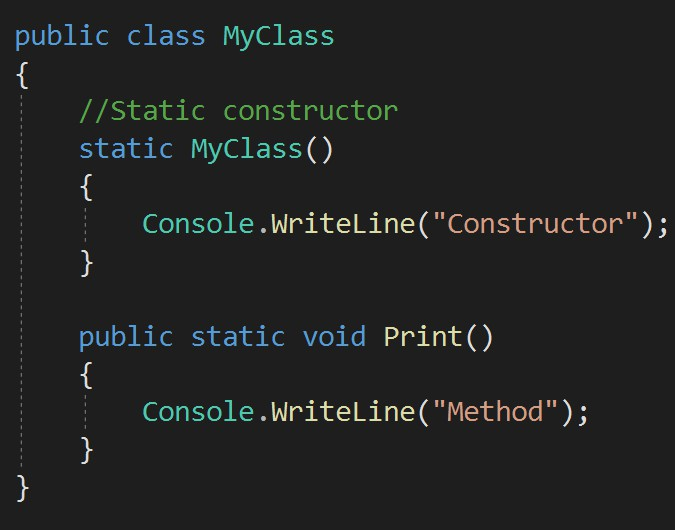 public class MyClass
{
    //Static constructor
    static MyClass()
    {
        Console.WriteLine("Constructor");
    }

    public static void Print()
    {
        Console.WriteLine("Method");
    }
}